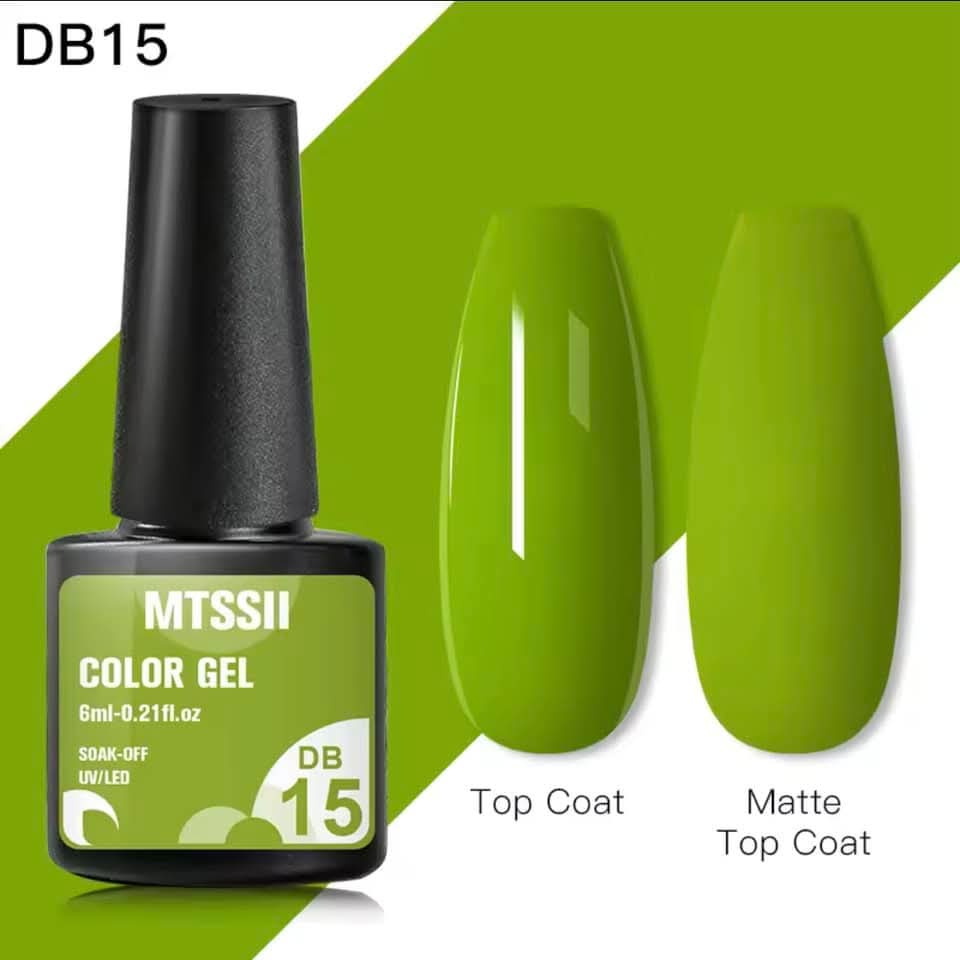 DB15
MTSSII
COLOR GEL
6ml-0.21fl.oz
SOAK-OFF
UV/LED
DB
15
Top Coat
Matte
Top Coat